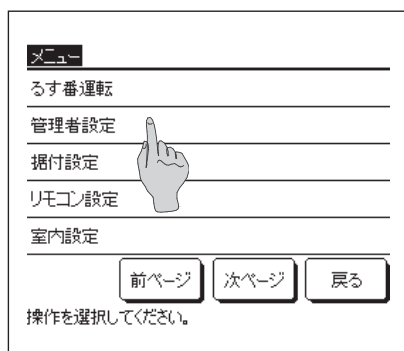 メニュー
るす番運転
管理者設定
据付設定
リモコン設定
室内設定
前ページ 次ページ 戻る
操作を選択してください。